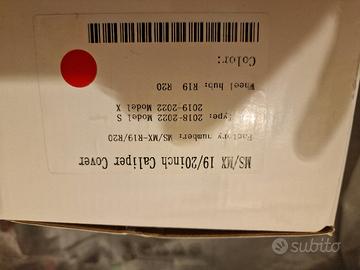 MS/MX 19/20inch Caliper Cover
Factory number: MS/MX-R19/R20
Type: 2018-2022 Model S
2019-2022 Model X
Wheel hub: R19 R20
Color:
subito